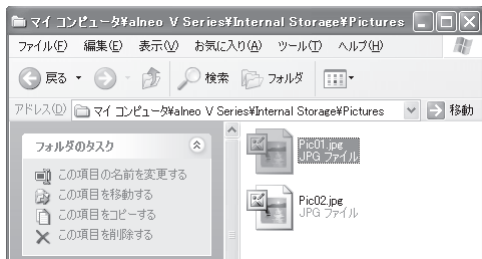 マイ コンピュータ¥alneo V Series¥Internal Storage¥Pictures
ファイル(F) 編集(E) 表示(V) お気に入り(A) ツール(T) ヘルプ(H)
戻る 検索 フォルダ
アドレス(D) マイ コンピュータ¥alneo V Series¥Internal Storage¥Pictures 移動
フォルダのタスク
この項目の名前を変更する
この項目を移動する
この項目をコピーする
この項目を削除する
Pic01.jpg
JPG ファイル
Pic02.jpg
JPG ファイル